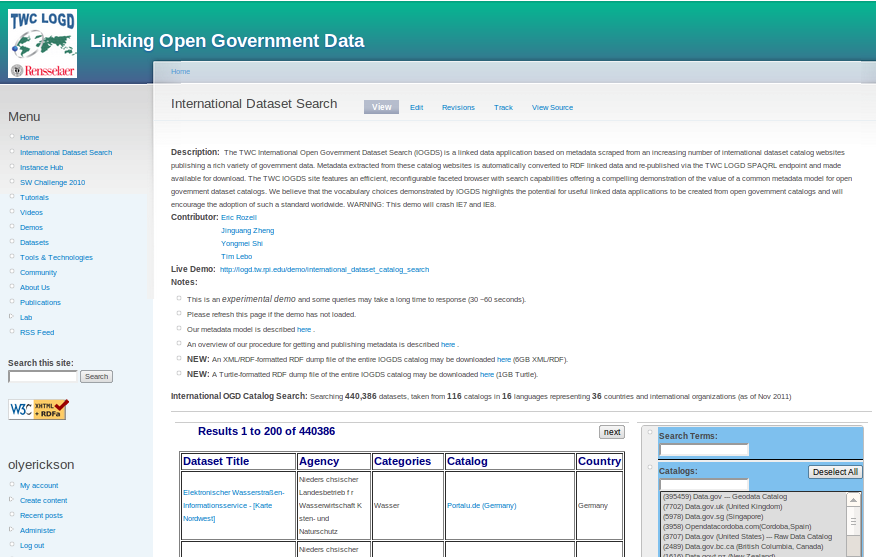 TWC LOGD
Rensselaer
Linking Open Government Data
Home
Menu
Home
International Dataset Search
Instance Hub
SW Challenge 2010
Tutorials
Videos
Demos
Datasets
Tools & Technologies
Community
About Us
Publications
Lab
RSS Feed
Search this site:
Search
W3C XHTML + RDFa
olyerickson
My account
Create content
Recent posts
Administer
Log out
International Dataset Search
View Edit Revisions Track View Source
Description: The TWC International Open Government Dataset Search (IOGDS) is a linked data application based on metadata scraped from an increasing number of international dataset catalog websites
publishing a rich variety of government data. Metadata extracted from these catalog websites is automatically converted to RDF linked data and re-published via the TWC LOGD SPAQRL endpoint and made
available for download. The TWC IOGDS site features an efficient, reconfigurable faceted browser with search capabilities offering a compelling demonstration of the value of a common metadata model for open
government dataset catalogs. We believe that the vocabulary choices demonstrated by IOGDS highlights the potential for useful linked data applications to be created from open government catalogs and will
encourage the adoption of such a standard worldwide. WARNING: This demo will crash IE7 and IE8.
Contributor: Eric Rozell
Jinguang Zheng
Yongmei Shi
Tim Lebo
Live Demo: http://logd.tw.rpi.edu/demo/international_dataset_catalog_search
Notes:
This is an experimental demo and some queries may take a long time to response (30 ~60 seconds).
Please refresh this page if the demo has not loaded.
Our metadata model is described here .
An overview of our procedure for getting and publishing metadata is described here .
NEW: An XML/RDF-formatted RDF dump file of the entire IOGDS catalog may be downloaded here (6GB XML/RDF).
NEW: A Turtle-formatted RDF dump file of the entire IOGDS catalog may be downloaded here (1GB Turtle).
International OGD Catalog Search: Searching 440,386 datasets, taken from 116 catalogs in 16 languages representing 36 countries and international organizations (as of Nov 2011)
Results 1 to 200 of 440386
next
Dataset Title Agency Categories Catalog Country
Elektronischer Wasserstraßen-
Informationsservice - [Karte
Nordwest]
Nieders chsischer
Landesbetrieb f r
Wasserwirtschaft K
sten- und
Naturschutz
Wasser
Portalu.de (Germany)
Germany
Nieders chsischer
Search Terms:
Catalogs:
Deselect All
(395459) Data.gov -- Geodata Catalog
(7702) Data.gov.uk (United Kingdom)
(5978) Data.gov.sg (Singapore)
(3958) Opendatacordoba.com(Cordoba,Spain)
(3707) Data.gov (United States) -- Raw Data Catalog
(2489) Data.gov.bc.ca (British Columbia, Canada)